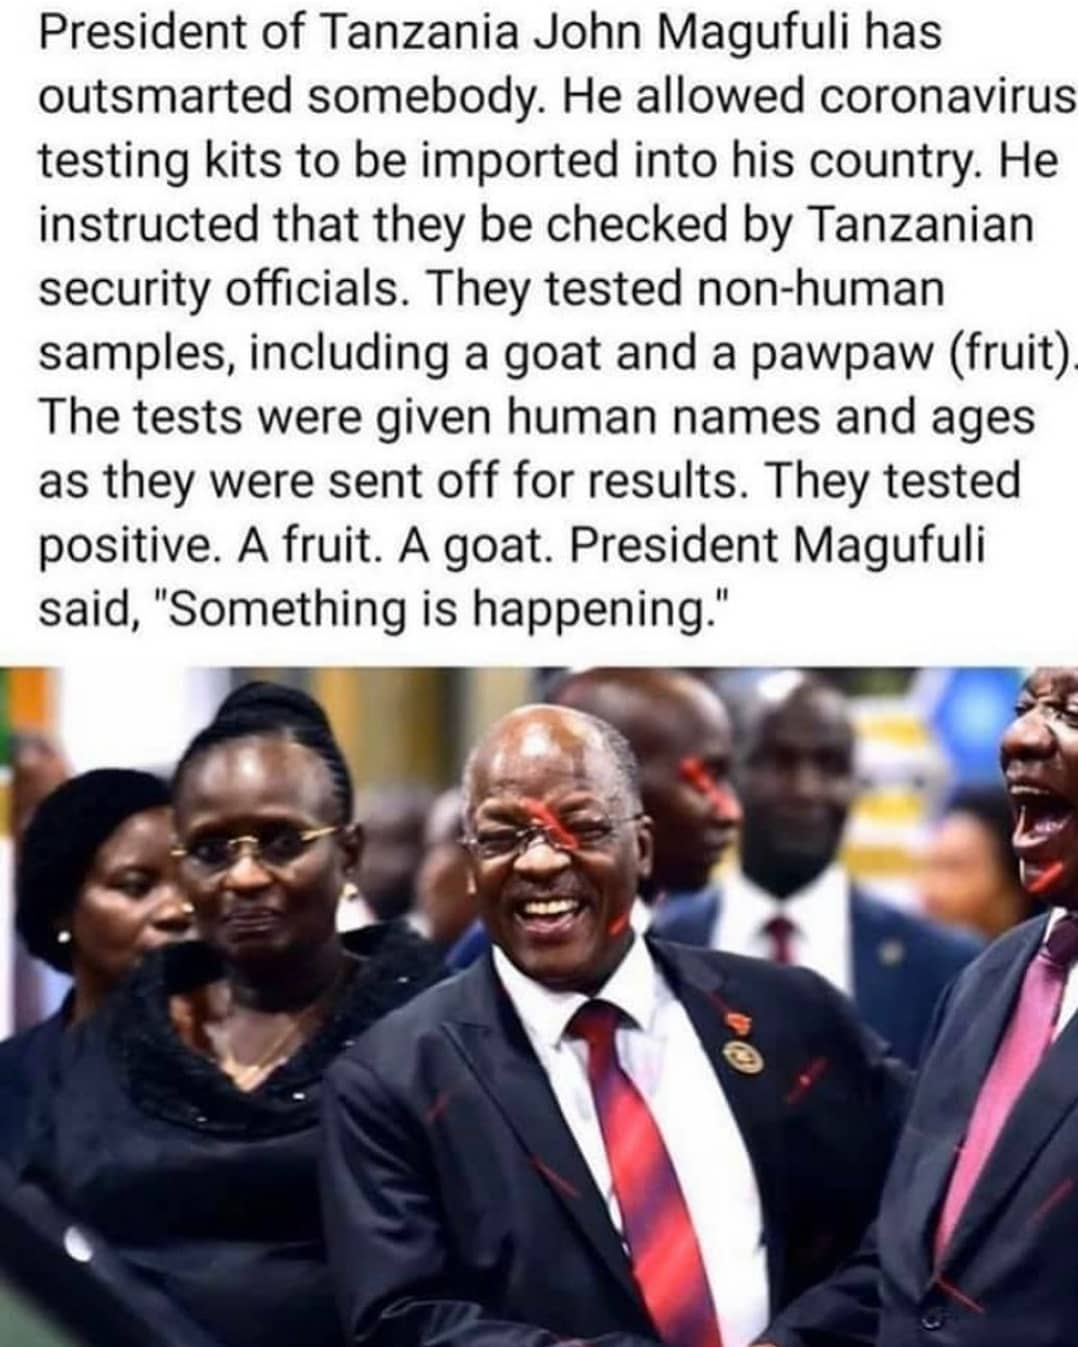 President of Tanzania John Magufuli has
outsmarted somebody. He allowed coronavirus
testing kits to be imported into his country. He
instructed that they be checked by Tanzanian
security officials. They tested non-human
samples, including a goat and a pawpaw (fruit).
The tests were given human names and ages
as they were sent off for results. They tested
positive. A fruit. A goat. President Magufuli
said, "Something is happening."